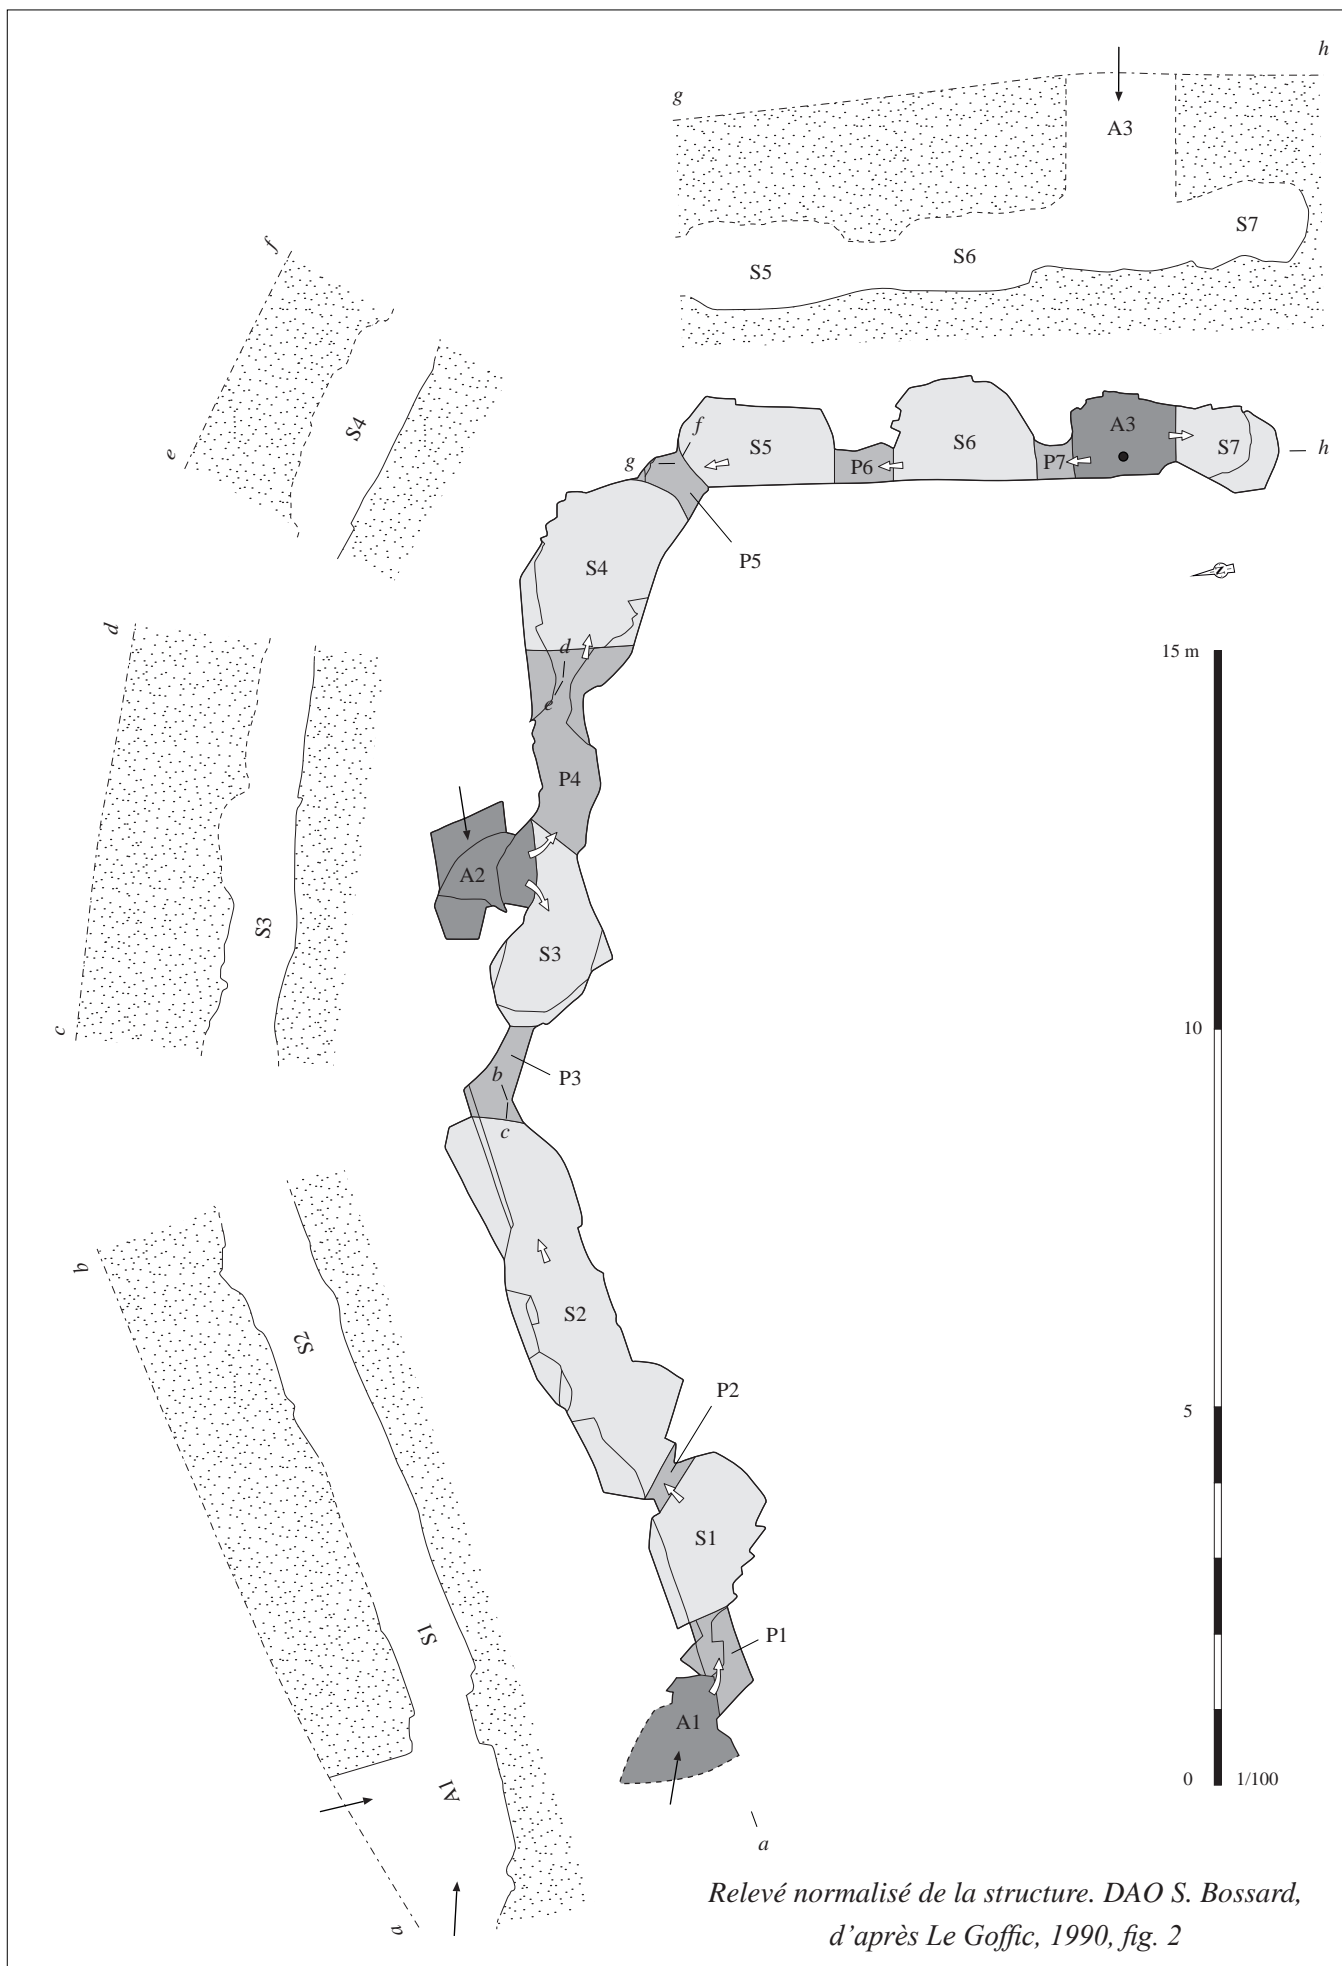 h
g
A3
S7
S6
S5
f
S4
e
f
A3
S5
S6
S7
h
g
P6
P7
P5
S4
z
d
d
15 m
e
P4
A2
S3
S3
10
c
b
P3
c
b
S2
S2
5
P2
S1
S1
P1
A1
A1
0
1/100
a
a
Relevé normalisé de la structure. DAO S. Bossard,
d'après Le Goffic, 1990, fig. 2